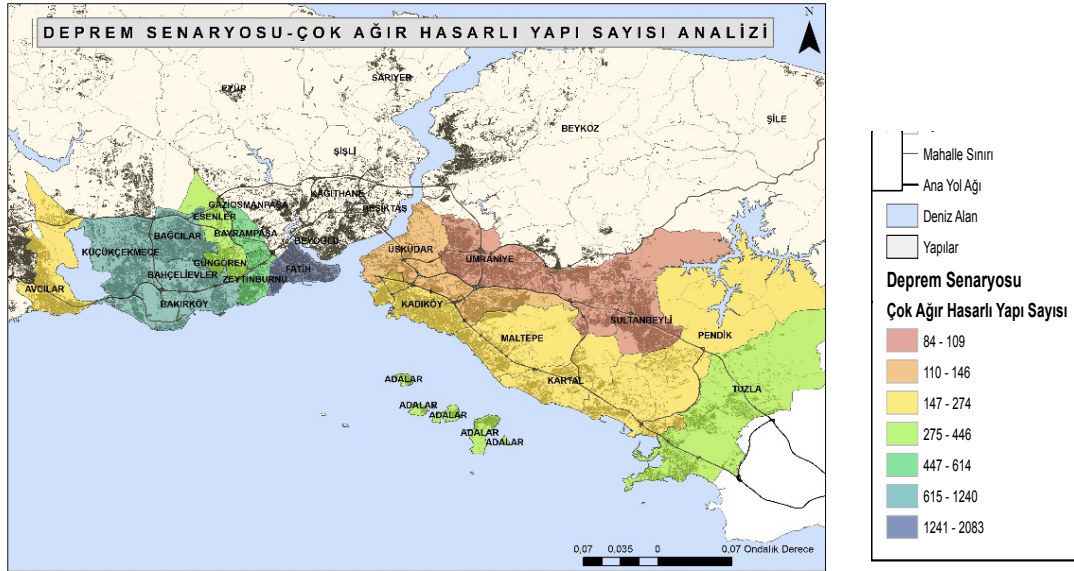 DEPREM SENARYOSU-ÇOK AĞIR HASARLI YAPI SAYISI ANALİZİ
N
SARIYER
EYÜP
BEYKOZ
ŞİLE
ŞİŞLİ
KAĞITHANE
GAZİOSMANPAŞA
BEŞİKTAŞ
ESENLER
BAĞCILAR
BAYRAMPAŞA
BEYOĞLU
KÜÇÜKÇEKMECE
ÜSKÜDAR
ÜMRANİYE
GÜNGÖREN
FATİH
BAHÇELİEVLER
ZEYTİNBURNU
AVCILAR
BAKIRKÖY
KADIKÖY
SULTANBEYLİ
PENDİK
MALTEPE
KARTAL
TUZLA
ADALAR
ADALAR
ADALAR
ADALAR
ADALAR
0,07 0,035 0 0,07 Ondalık Derece
Mahalle Sınırı
Ana Yol Ağı
Deniz Alan
Yapılar
Deprem Senaryosu
Çok Ağır Hasarlı Yapı Sayısı
84 - 109
110 - 146
147 - 274
275 - 446
447 - 614
615 - 1240
1241 - 2083